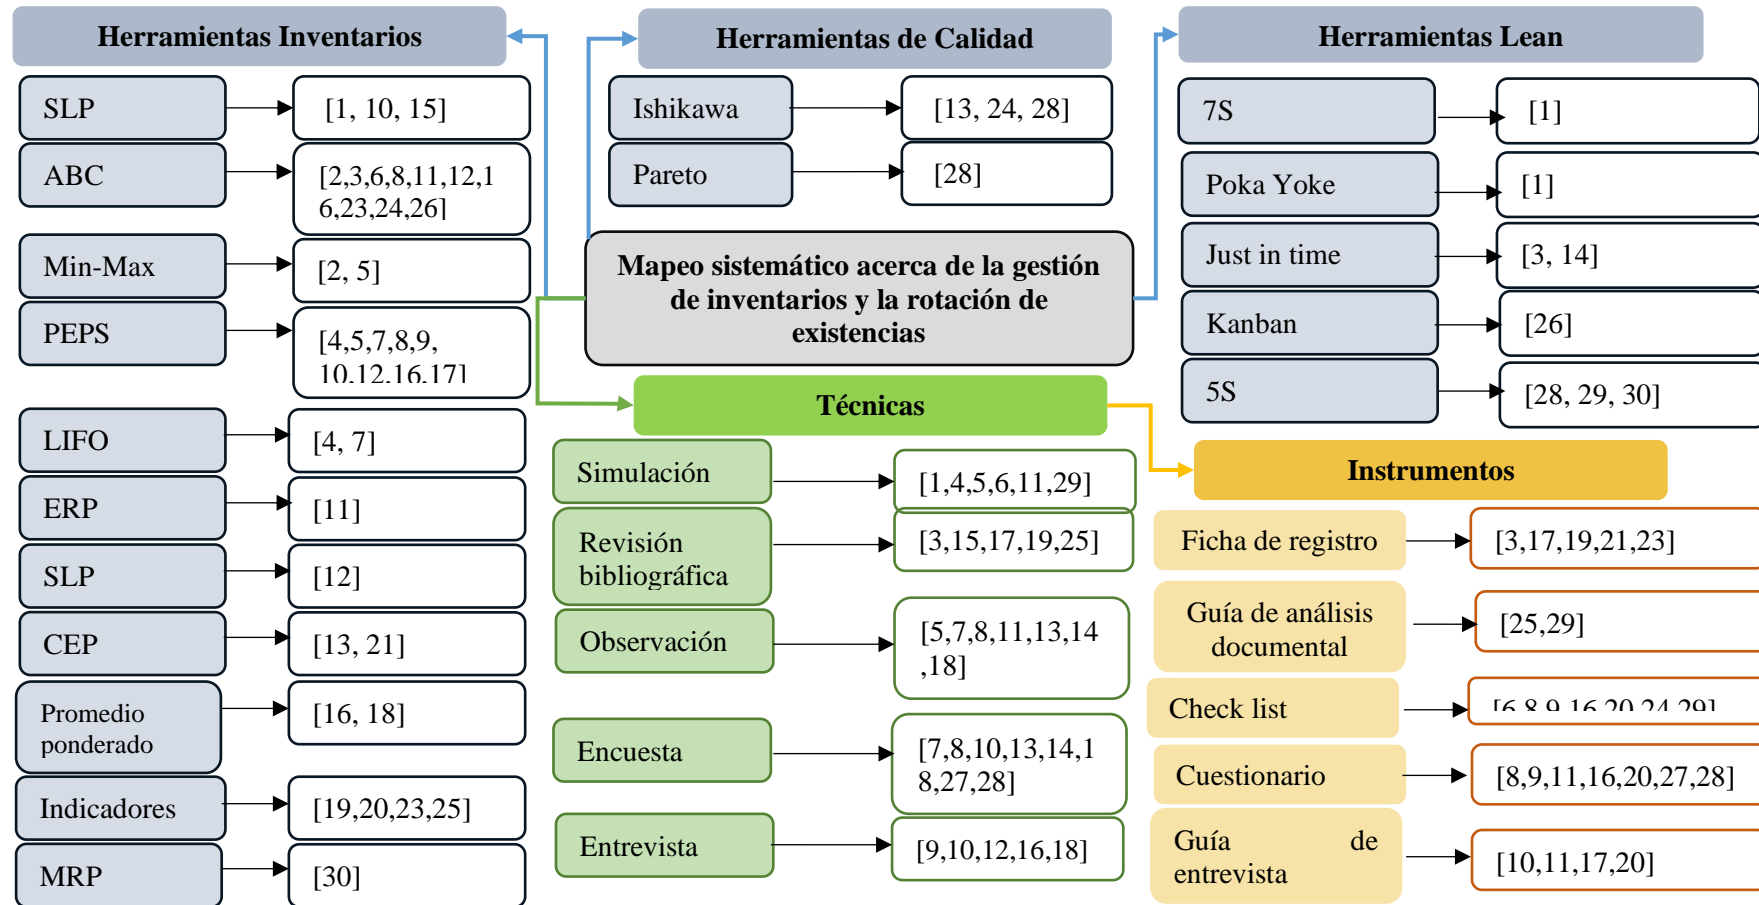 Herramientas Inventarios
SLP
[1, 10, 15]
ABC
[2,3,6,8,11,12,1
6,23,24,26]
Min-Max
[2, 5]
PEPS
[4,5,7,8,9,
10,12,16,17]
LIFO
[4, 7]
ERP
[11]
SLP
[12]
CEP
[13, 21]
Promedio
ponderado
[16, 18]
Indicadores
[19,20,23,25]
MRP
[30]
Herramientas de Calidad
Ishikawa
[13, 24, 28]
Pareto
[28]
Mapeo sistemático acerca de la gestión
de inventarios y la rotación de
existencias
Técnicas
Simulación
[1,4,5,6,11,29]
Revisión
bibliográfica
[3,15,17,19,25]
Observación
[5,7,8,11,13,14
,18]
Encuesta
[7,8,10,13,14,1
8,27,28]
Entrevista
[9,10,12,16,18]
Herramientas Lean
7S
[1]
Poka Yoke
[1]
Just in time
[3, 14]
Kanban
[26]
5S
[28, 29, 30]
Instrumentos
Ficha de registro
[3,17,19,21,23]
Guía de análisis
documental
[25,29]
Check list
[6,8,9,16,20,24,29]
Cuestionario
[8,9,11,16,20,27,28]
Guía de
entrevista
[10,11,17,20]